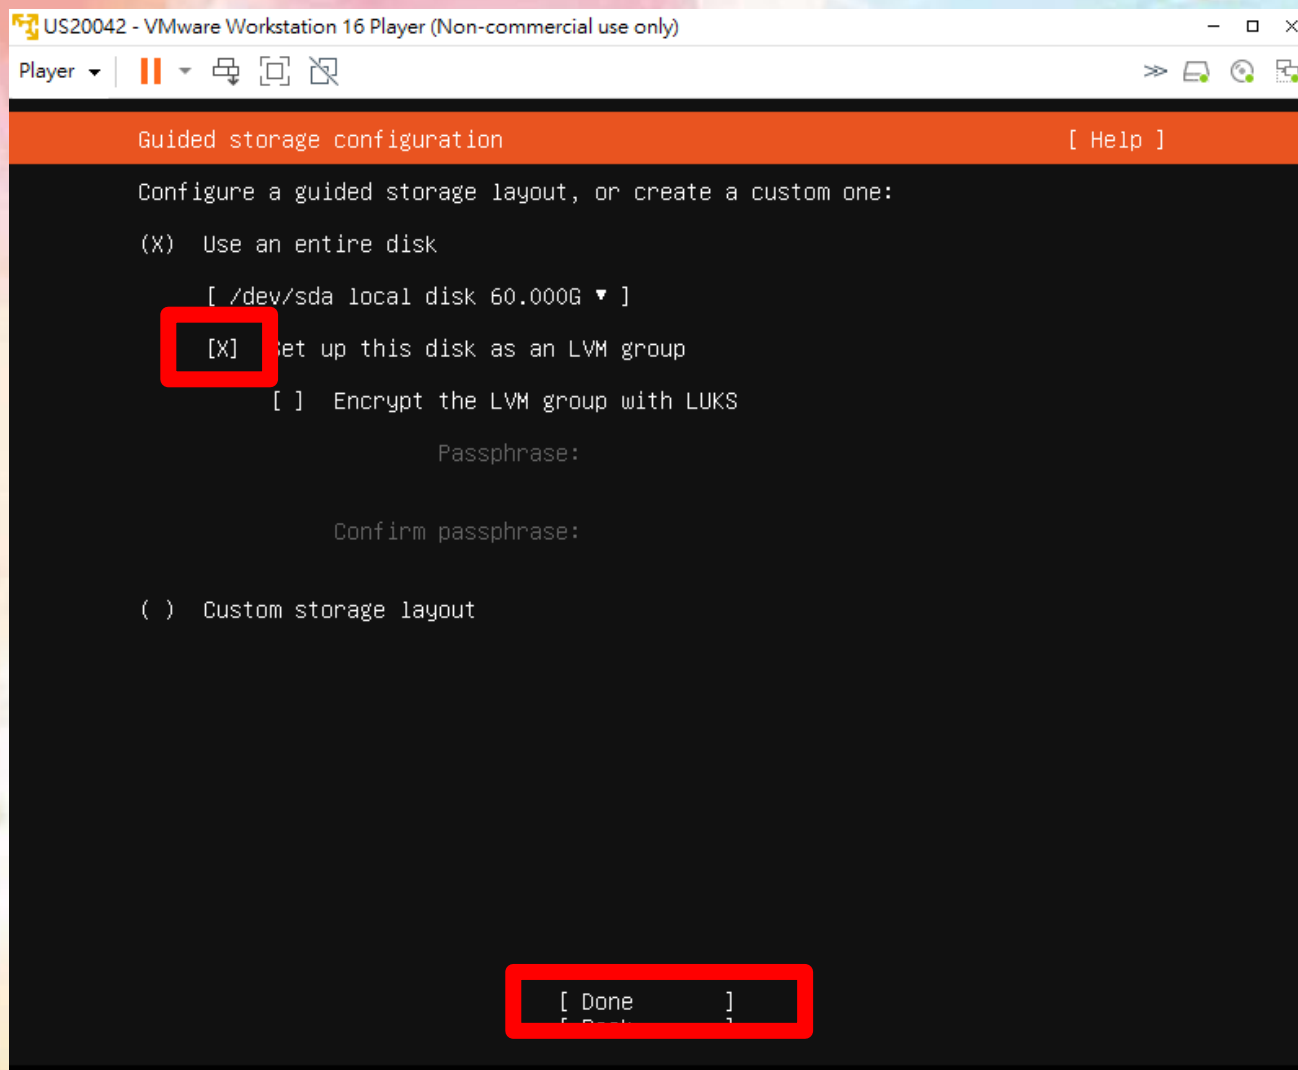 US20042 - VMware Workstation 16 Player (Non-commercial use only)
Player
Guided storage configuration [ Help ]
Configure a guided storage layout, or create a custom one:
(X) Use an entire disk
[ /dev/sda local disk 60.000G ▾ ]
[X] Set up this disk as an LVM group
[ ] Encrypt the LVM group with LUKS
Passphrase:
Confirm passphrase:
( ) Custom storage layout
[ Done ]